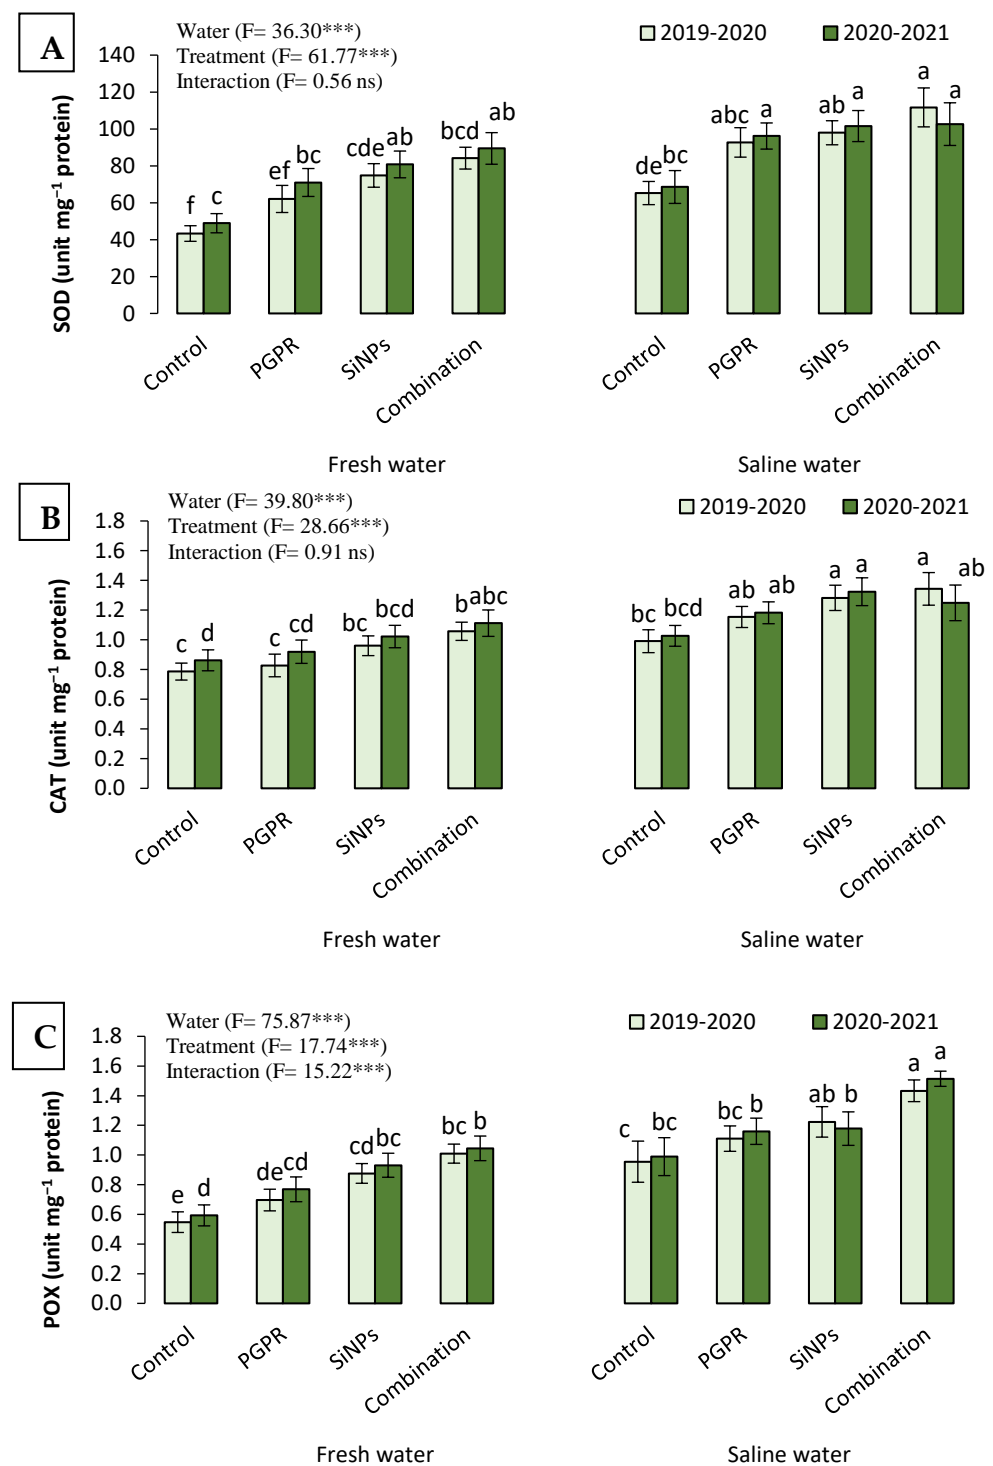 A
Water (F= 36.30***)
Treatment (F= 61.77***)
Interaction (F= 0.56 ns)
2019-2020 2020-2021
SOD (unit mg⁻¹ protein)
140
120
100
80
60
40
20
0
f c ef bc cde ab bcd ab
de bc abc a ab a a a
Control PGPR SiNPs Combination Control PGPR SiNPs Combination
Fresh water Saline water
B
Water (F= 39.80***)
Treatment (F= 28.66***)
Interaction (F= 0.91 ns)
2019-2020 2020-2021
CAT (unit mg⁻¹ protein)
1.8
1.6
1.4
1.2
1.0
0.8
0.6
0.4
0.2
0.0
c d c cd bc bcd b abc
bc bcd ab ab a a a ab
Control PGPR SiNPs Combination Control PGPR SiNPs Combination
Fresh water Saline water
C
Water (F= 75.87***)
Treatment (F= 17.74***)
Interaction (F= 15.22***)
2019-2020 2020-2021
POX (unit mg⁻¹ protein)
1.8
1.6
1.4
1.2
1.0
0.8
0.6
0.4
0.2
0.0
e d de cd cd bc bc b
c bc bc b ab b a a
Control PGPR SiNPs Combination Control PGPR SiNPs Combination
Fresh water Saline water